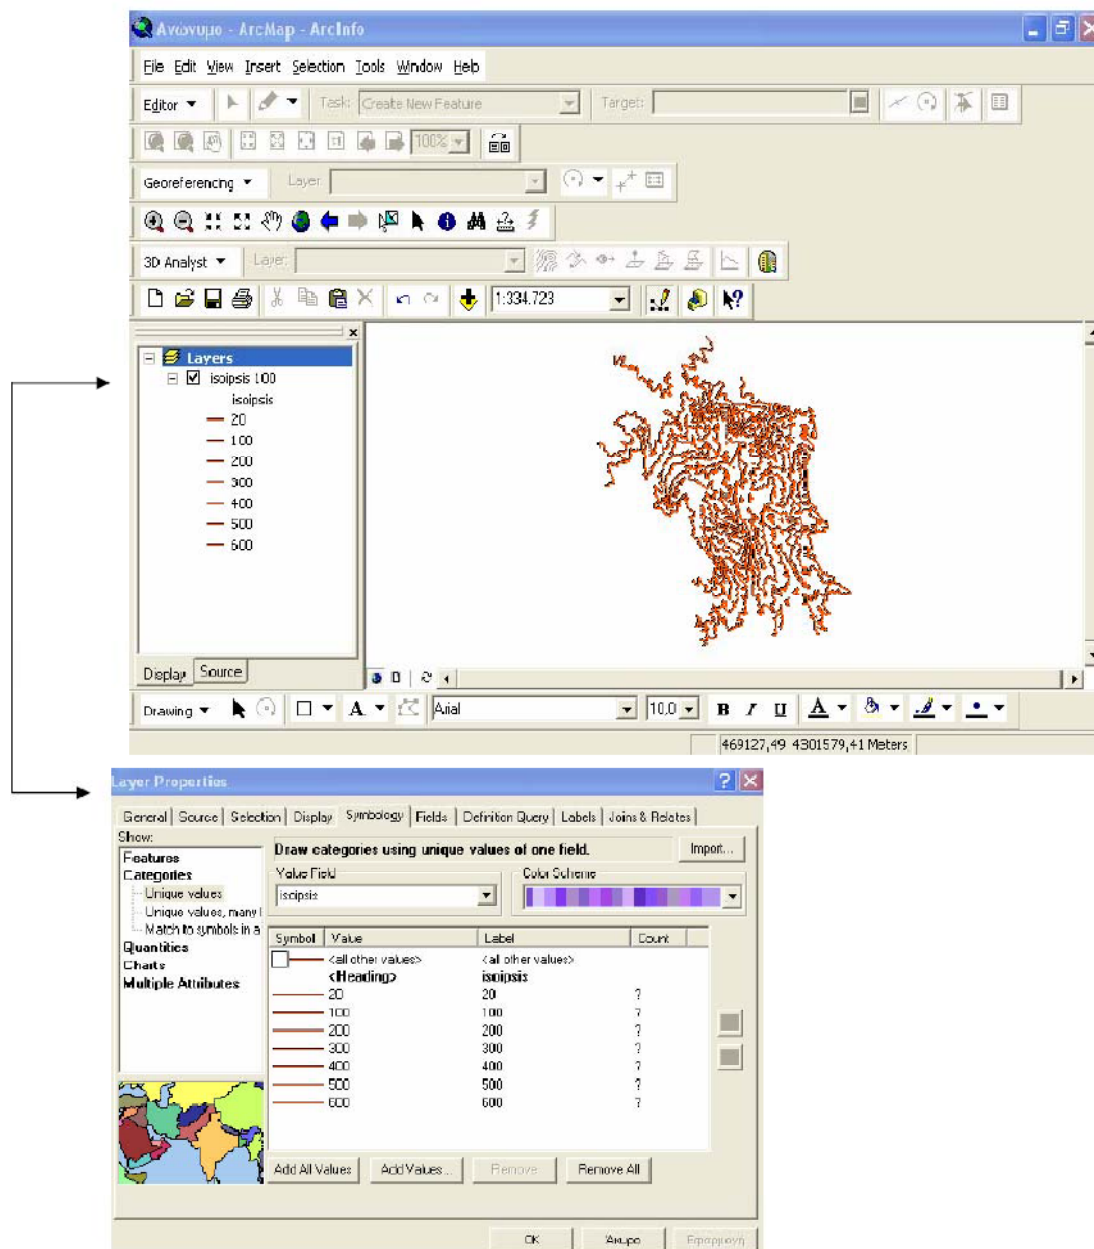 Ανώνυμο - ArcMap - ArcInfo
File Edit View Insert Selection Tools Window Help
Editor Task: Create New Feature Target:
100%
Georeferencing Layer:
3D Analyst Layer:
1:334.723
Layers
isoipsis 100
isoipsis
20
100
200
300
400
500
600
Display Source
Drawing A Arial 10,0 B I U A
469127,49 4301579,41 Meters
Layer Properties
General Source Selection Display Symbology Fields Definition Query Labels Joins & Relates
Show:
Features
Categories
Unique values
Unique values, many
Match to symbols in a
Quantities
Charts
Multiple Attributes
Draw categories using unique values of one field.
Import...
Value Field
isoipsis
Color Scheme
Symbol Value Label Count
<all other values> <all other values>
<Heading> isoipsis
20 20 ?
100 100 ?
200 200 ?
300 300 ?
400 400 ?
500 500 ?
600 600 ?
Add All Values Add Values... Remove Remove All
OK Άκυρο Εφαρμογή